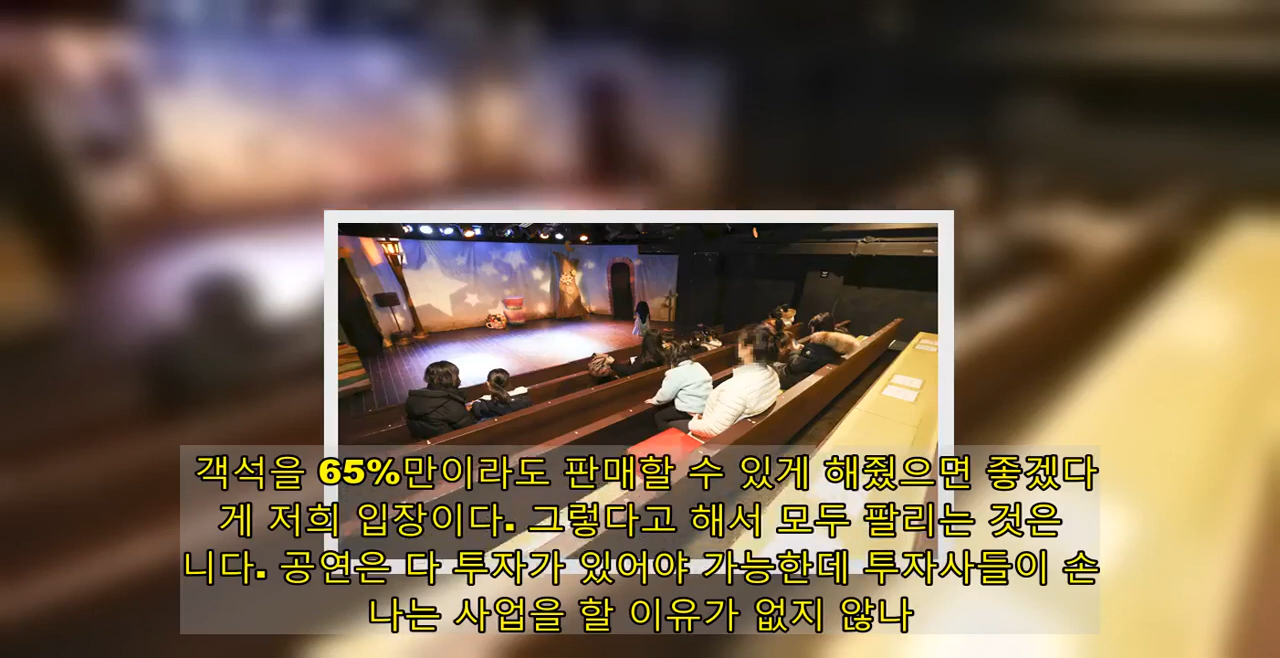 객석을 65%만이라도 판매할 수 있게 해줬으면 좋겠다
게 저희 입장이다. 그렇다고 해서 모두 팔리는 것은
니다. 공연은 다 투자가 있어야 가능한데 투자사들이 손
나는 사업을 할 이유가 없지 않나